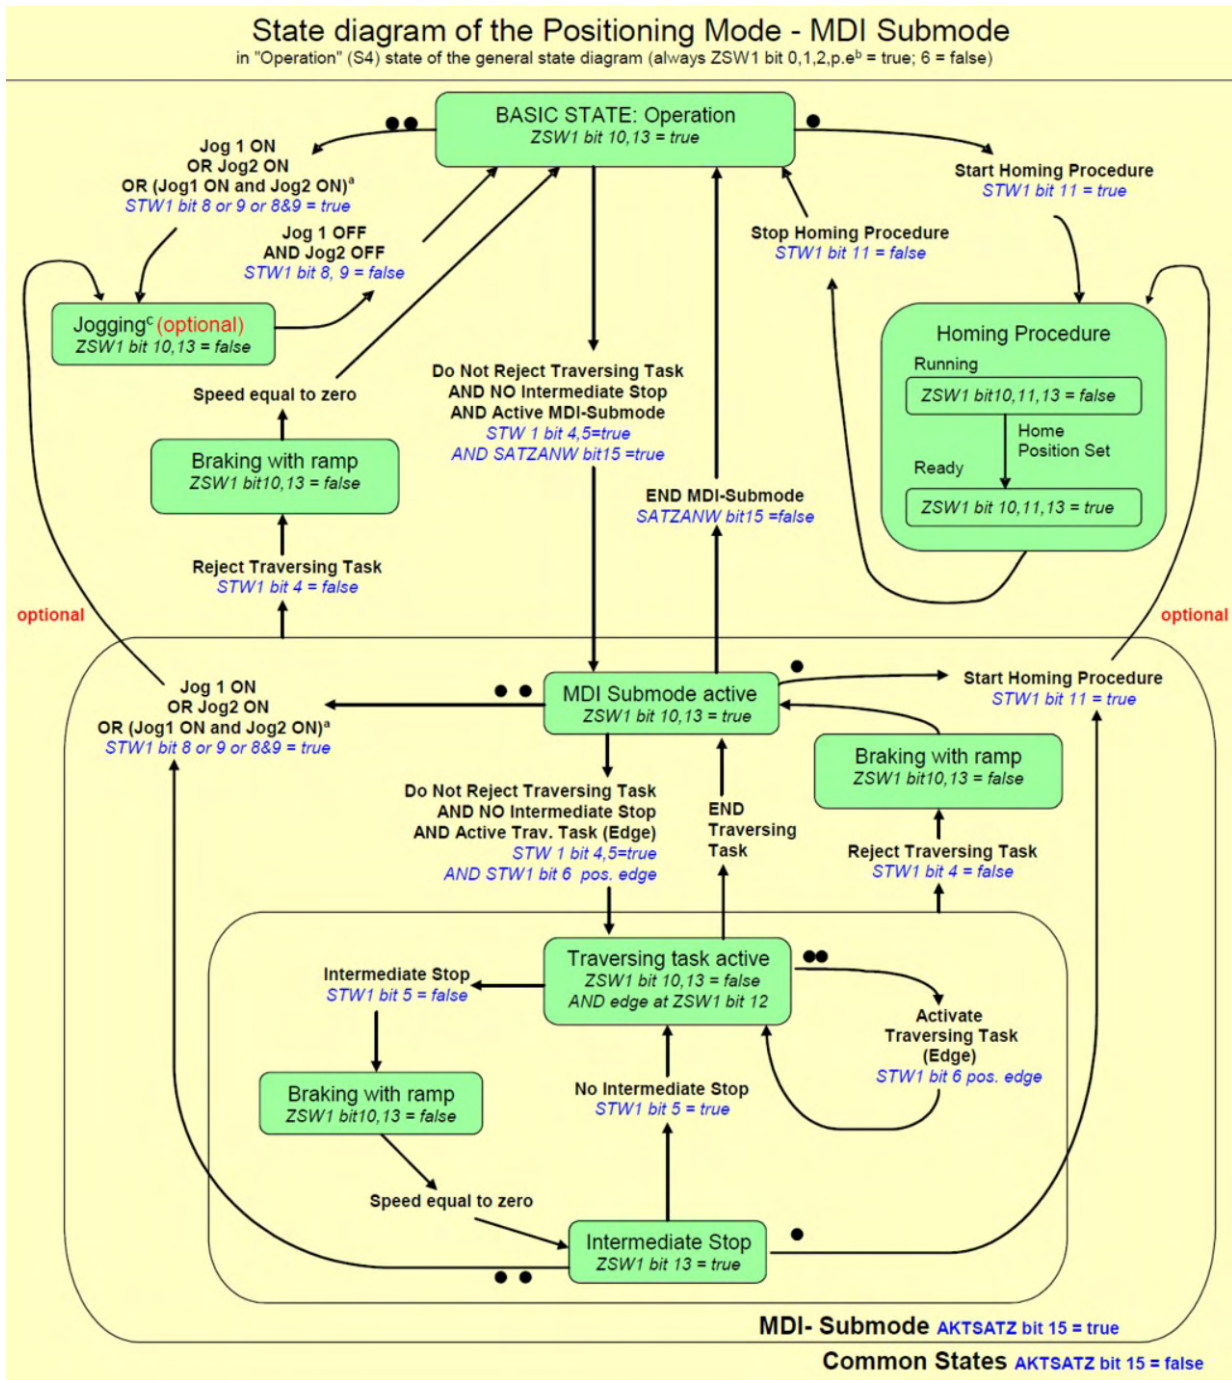 State diagram of the Positioning Mode - MDI Submode
in "Operation" (S4) state of the general state diagram (always ZSW1 bit 0,1,2,p.eᵇ = true; 6 = false)
BASIC STATE: Operation
ZSW1 bit 10,13 = true
Jog 1 ON
OR Jog2 ON
OR (Jog1 ON and Jog2 ON)ᵃ
STW1 bit 8 or 9 or 8&9 = true
Start Homing Procedure
STW1 bit 11 = true
Jog 1 OFF
AND Jog2 OFF
STW1 bit 8, 9 = false
Stop Homing Procedure
STW1 bit 11 = false
Joggingᶜ (optional)
ZSW1 bit 10,13 = false
Homing Procedure
Running
ZSW1 bit10,11,13 = false
Home
Position Set
Ready
ZSW1 bit 10,11,13 = true
Do Not Reject Traversing Task
AND NO Intermediate Stop
AND Active MDI-Submode
STW 1 bit 4,5=true
AND SATZANW bit15 =true
Speed equal to zero
Braking with ramp
ZSW1 bit10,13 = false
END MDI-Submode
SATZANW bit15 =false
Reject Traversing Task
STW1 bit 4 = false
optional
optional
MDI Submode active
ZSW1 bit 10,13 = true
Start Homing Procedure
STW1 bit 11 = true
Jog 1 ON
OR Jog2 ON
OR (Jog1 ON and Jog2 ON)ᵃ
STW1 bit 8 or 9 or 8&9 = true
Braking with ramp
ZSW1 bit10,13 = false
Do Not Reject Traversing Task
AND NO Intermediate Stop
AND Active Trav. Task (Edge)
STW 1 bit 4,5=true
AND STW1 bit 6 pos. edge
END
Traversing
Task
Reject Traversing Task
STW1 bit 4 = false
Traversing task active
ZSW1 bit 10,13 = false
AND edge at ZSW1 bit 12
Intermediate Stop
STW1 bit 5 = false
Activate
Traversing Task
(Edge)
STW1 bit 6 pos. edge
Braking with ramp
ZSW1 bit10,13 = false
No Intermediate Stop
STW1 bit 5 = true
Speed equal to zero
Intermediate Stop
ZSW1 bit 13 = true
MDI- Submode AKTSATZ bit 15 = true
Common States AKTSATZ bit 15 = false